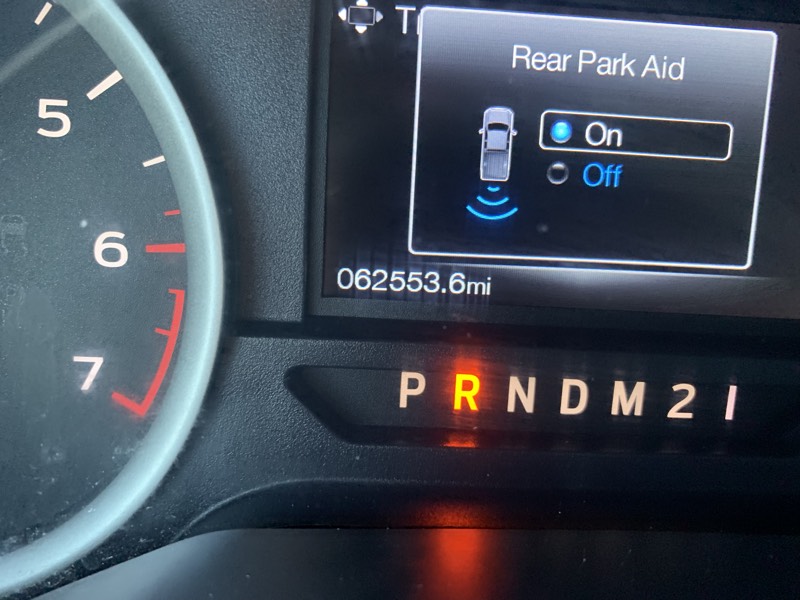 5
6
7
T
Rear Park Aid
On
Off
062553.6mi
P R N D M 2 1